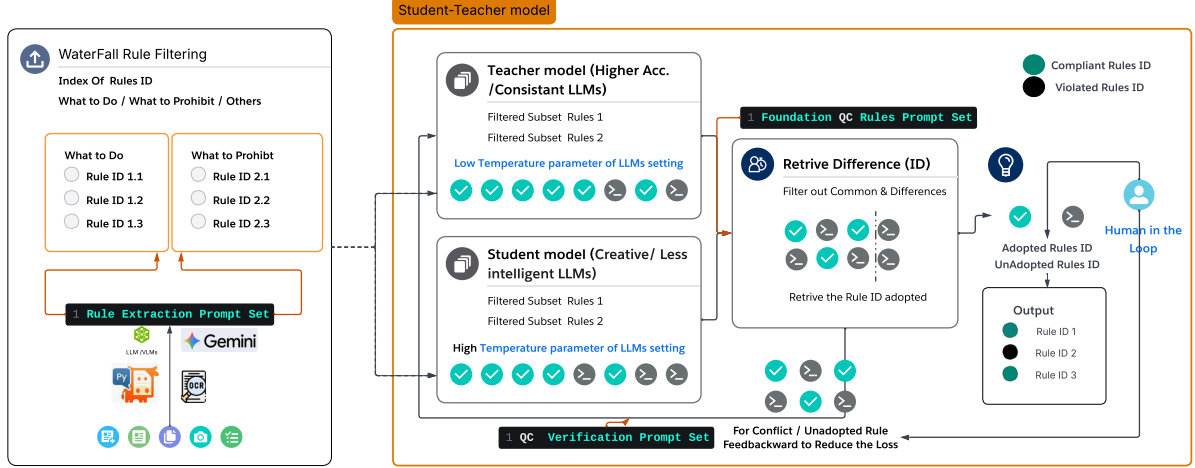 Student-Teacher model
WaterFall Rule Filtering
Index Of Rules ID
What to Do / What to Prohibit / Others
What to Do
Rule ID 1.1
Rule ID 1.2
Rule ID 1.3
What to Prohibt
Rule ID 2.1
Rule ID 2.2
Rule ID 2.3
1 Rule Extraction Prompt Set
LLM /VLMs
Gemini
Py
OCR
Teacher model (Higher Acc.
/Consistant LLMs)
Filtered Subset Rules 1
Filtered Subset Rules 2
Low Temperature parameter of LLMs setting
Student model (Creative/ Less
intelligent LLMs)
Filtered Subset Rules 1
Filtered Subset Rules 2
High Temperature parameter of LLMs setting
1 QC Verification Prompt Set
1 Foundation QC Rules Prompt Set
Retrive Difference (ID)
Filter out Common & Differences
Retrive the Rule ID adopted
For Conflict / Unadopted Rule
Feedbackward to Reduce the Loss
Compliant Rules ID
Violated Rules ID
Human in the
Loop
Adopted Rules ID
UnAdopted Rules ID
Output
Rule ID 1
Rule ID 2
Rule ID 3